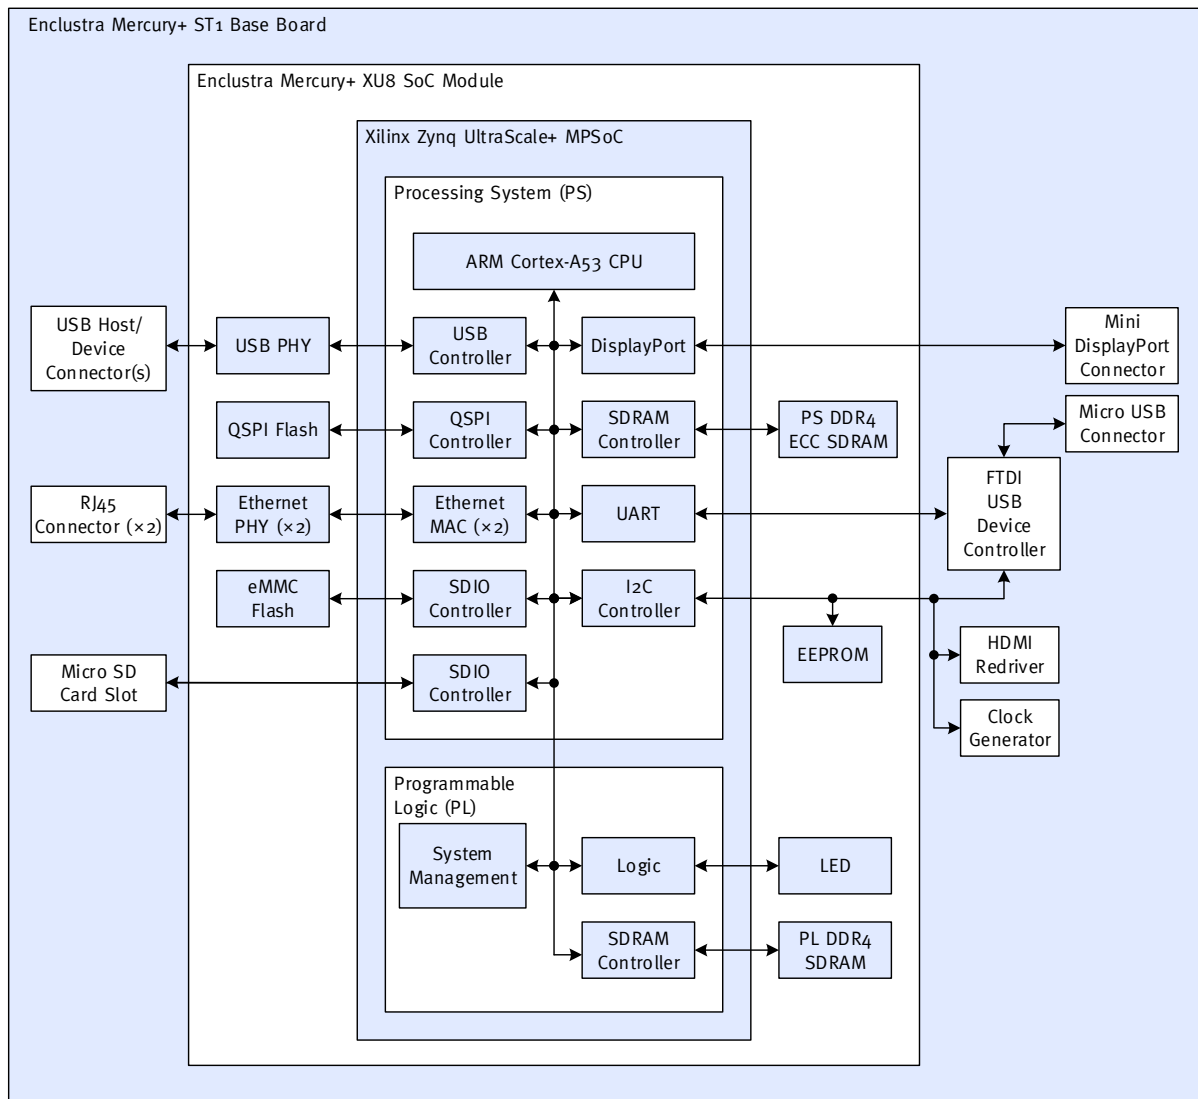 Enclustra Mercury+ ST1 Base Board
Enclustra Mercury+ XU8 SoC Module
Xilinx Zynq UltraScale+ MPSoC
Processing System (PS)
ARM Cortex-A53 CPU
USB Host/
Device
Connector(s)
USB PHY
USB
Controller
DisplayPort
Mini
DisplayPort
Connector
QSPI Flash
QSPI
Controller
SDRAM
Controller
PS DDR4
ECC SDRAM
Micro USB
Connector
RJ45
Connector (×2)
Ethernet
PHY (×2)
Ethernet
MAC (×2)
UART
FTDI
USB
Device
Controller
eMMC
Flash
SDIO
Controller
I2C
Controller
EEPROM
HDMI
Redriver
Micro SD
Card Slot
SDIO
Controller
Clock
Generator
Programmable
Logic (PL)
System
Management
Logic
LED
SDRAM
Controller
PL DDR4
SDRAM